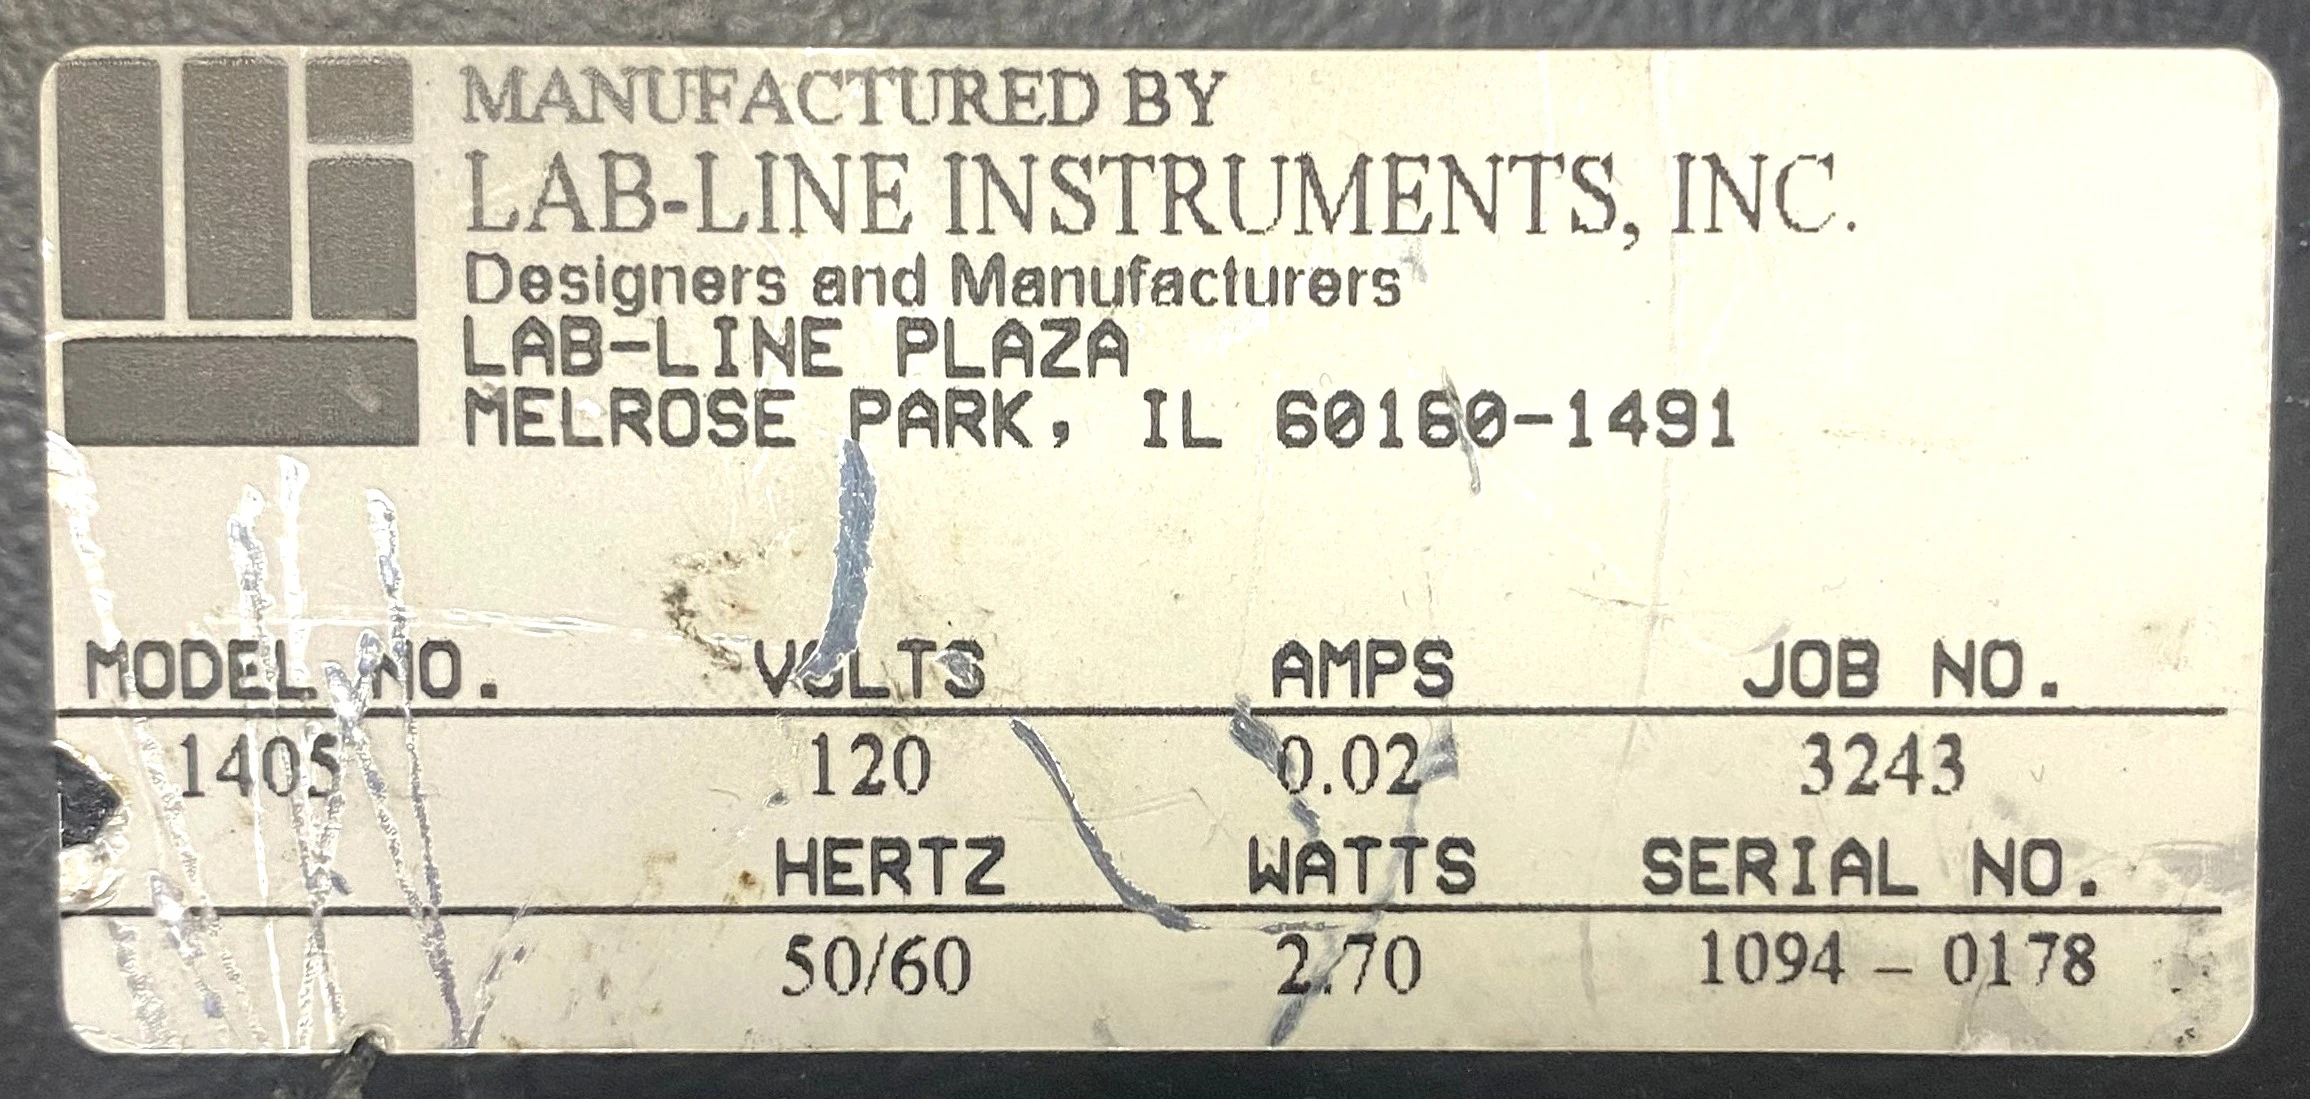 MANUFACTURED BY
LAB-LINE INSTRUMENTS, INC.
Designers and Manufacturers
LAB-LINE PLAZA
MELROSE PARK, IL 60160-1491
MODEL NO. VOLTS AMPS JOB NO.
1405 120 0.02 3243
HERTZ WATTS SERIAL NO.
50/60 2.70 1094 – 0178